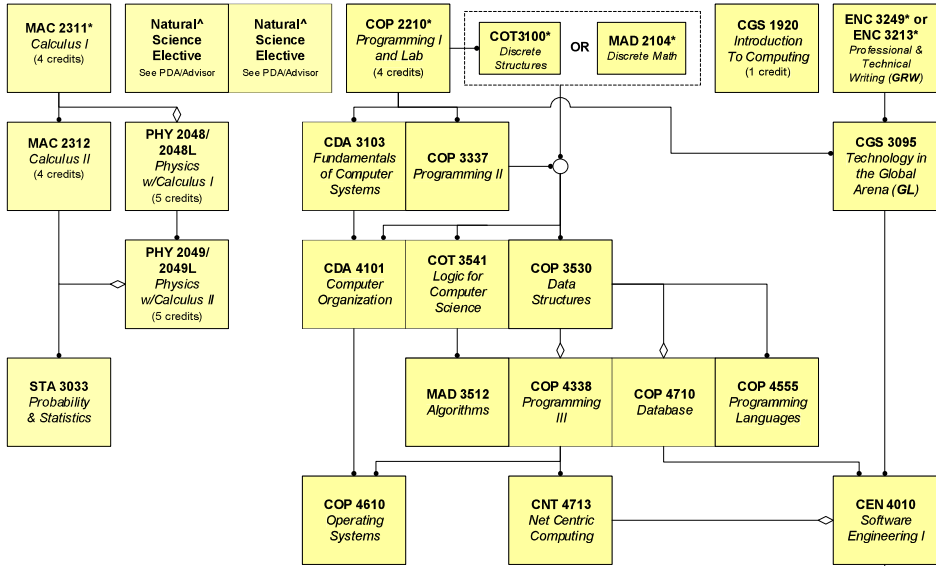 MAC 2311*
Calculus I
(4 credits)
Natural^
Science
Elective
See PDA/Advisor
Natural^
Science
Elective
See PDA/Advisor
COP 2210*
Programming I
and Lab
(4 credits)
COT3100*
Discrete
Structures
OR
MAD 2104*
Discrete Math
CGS 1920
Introduction
To Computing
(1 credit)
ENC 3249* or
ENC 3213*
Professional &
Technical
Writing (GRW)
MAC 2312
Calculus II
(4 credits)
PHY 2048/
2048L
Physics
w/Calculus I
(5 credits)
CDA 3103
Fundamentals
of Computer
Systems
COP 3337
Programming II
CGS 3095
Technology in
the Global
Arena (GL)
PHY 2049/
2049L
Physics
w/Calculus II
(5 credits)
CDA 4101
Computer
Organization
COT 3541
Logic for
Computer
Science
COP 3530
Data
Structures
STA 3033
Probability
& Statistics
MAD 3512
Algorithms
COP 4338
Programming
III
COP 4710
Database
COP 4555
Programming
Languages
COP 4610
Operating
Systems
CNT 4713
Net Centric
Computing
CEN 4010
Software
Engineering I